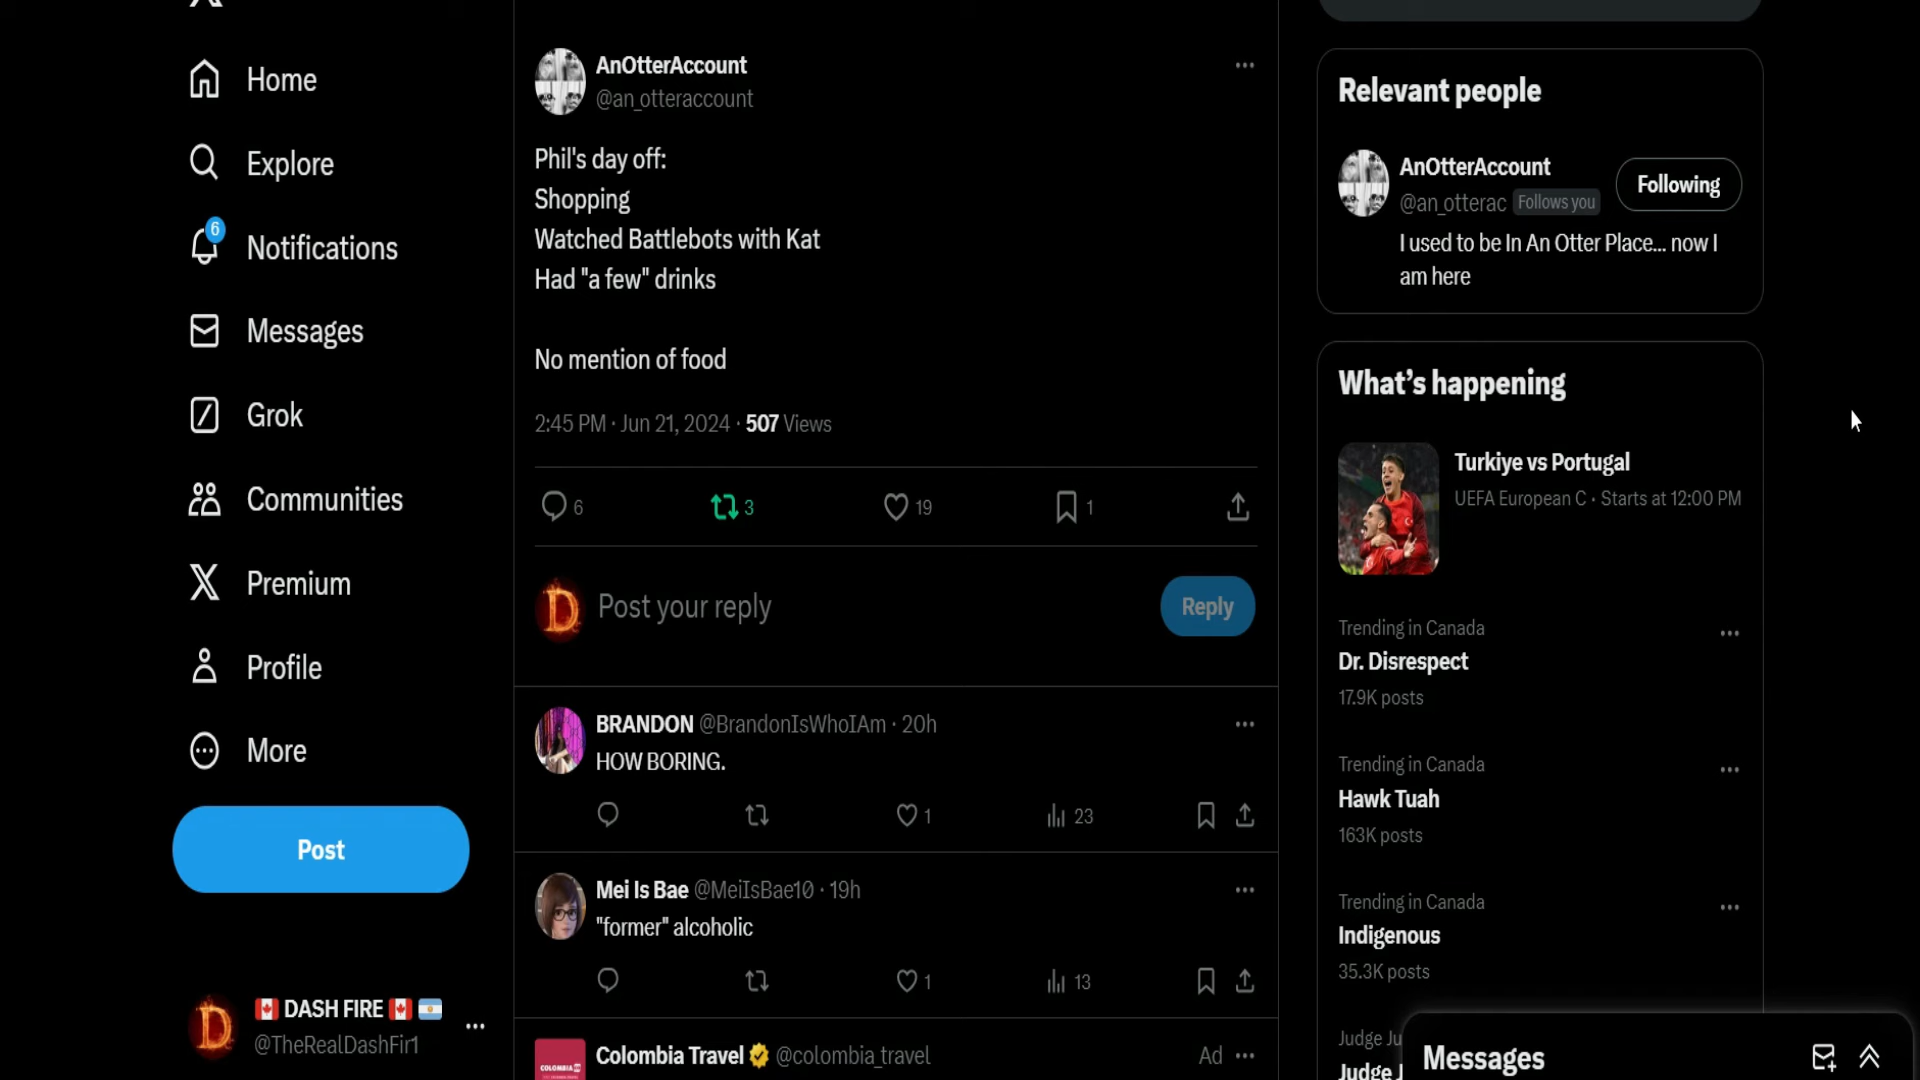 Home
Explore
6
Notifications
Messages
Grok
Communities
Premium
Profile
More
Post
DASH FIRE
@TheRealDashFir1
AnOtterAccount
@an_otteraccount
Phil's day off:
Shopping
Watched Battlebots with Kat
Had "a few" drinks
No mention of food
2:45 PM · Jun 21, 2024 · 507 Views
6 3 19 1
D Post your reply Reply
BRANDON @BrandonIsWhoIAm · 20h
HOW BORING.
1 23
Mei Is Bae @MeiIsBae10 · 19h
"former" alcoholic
1 13
Colombia Travel @colombia_travel Ad
COLOMBIA
Relevant people
AnOtterAccount
@an_otterac Follows you
Following
I used to be In An Otter Place... now I
am here
What's happening
Turkiye vs Portugal
UEFA European C · Starts at 12:00 PM
Trending in Canada
Dr. Disrespect
17.9K posts
Trending in Canada
Hawk Tuah
163K posts
Trending in Canada
Indigenous
35.3K posts
Judge Ju
Judge J
Messages